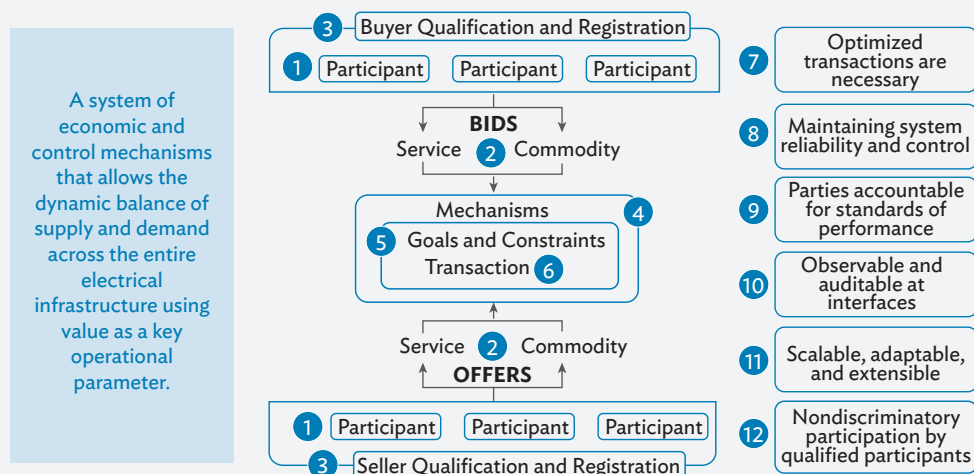 A system of
economic and
control mechanisms
that allows the
dynamic balance of
supply and demand
across the entire
electrical
infrastructure using
value as a key
operational
parameter.
3 Buyer Qualification and Registration
1 Participant Participant Participant
BIDS
Service 2 Commodity
Mechanisms 4
5 Goals and Constraints
Transaction 6
Service 2 Commodity
OFFERS
1 Participant Participant Participant
3 Seller Qualification and Registration
7 Optimized
transactions are
necessary
8 Maintaining system
reliability and control
9 Parties accountable
for standards of
performance
10 Observable and
auditable at
interfaces
11 Scalable, adaptable,
and extensible
12 Nondiscriminatory
participation by
qualified participants